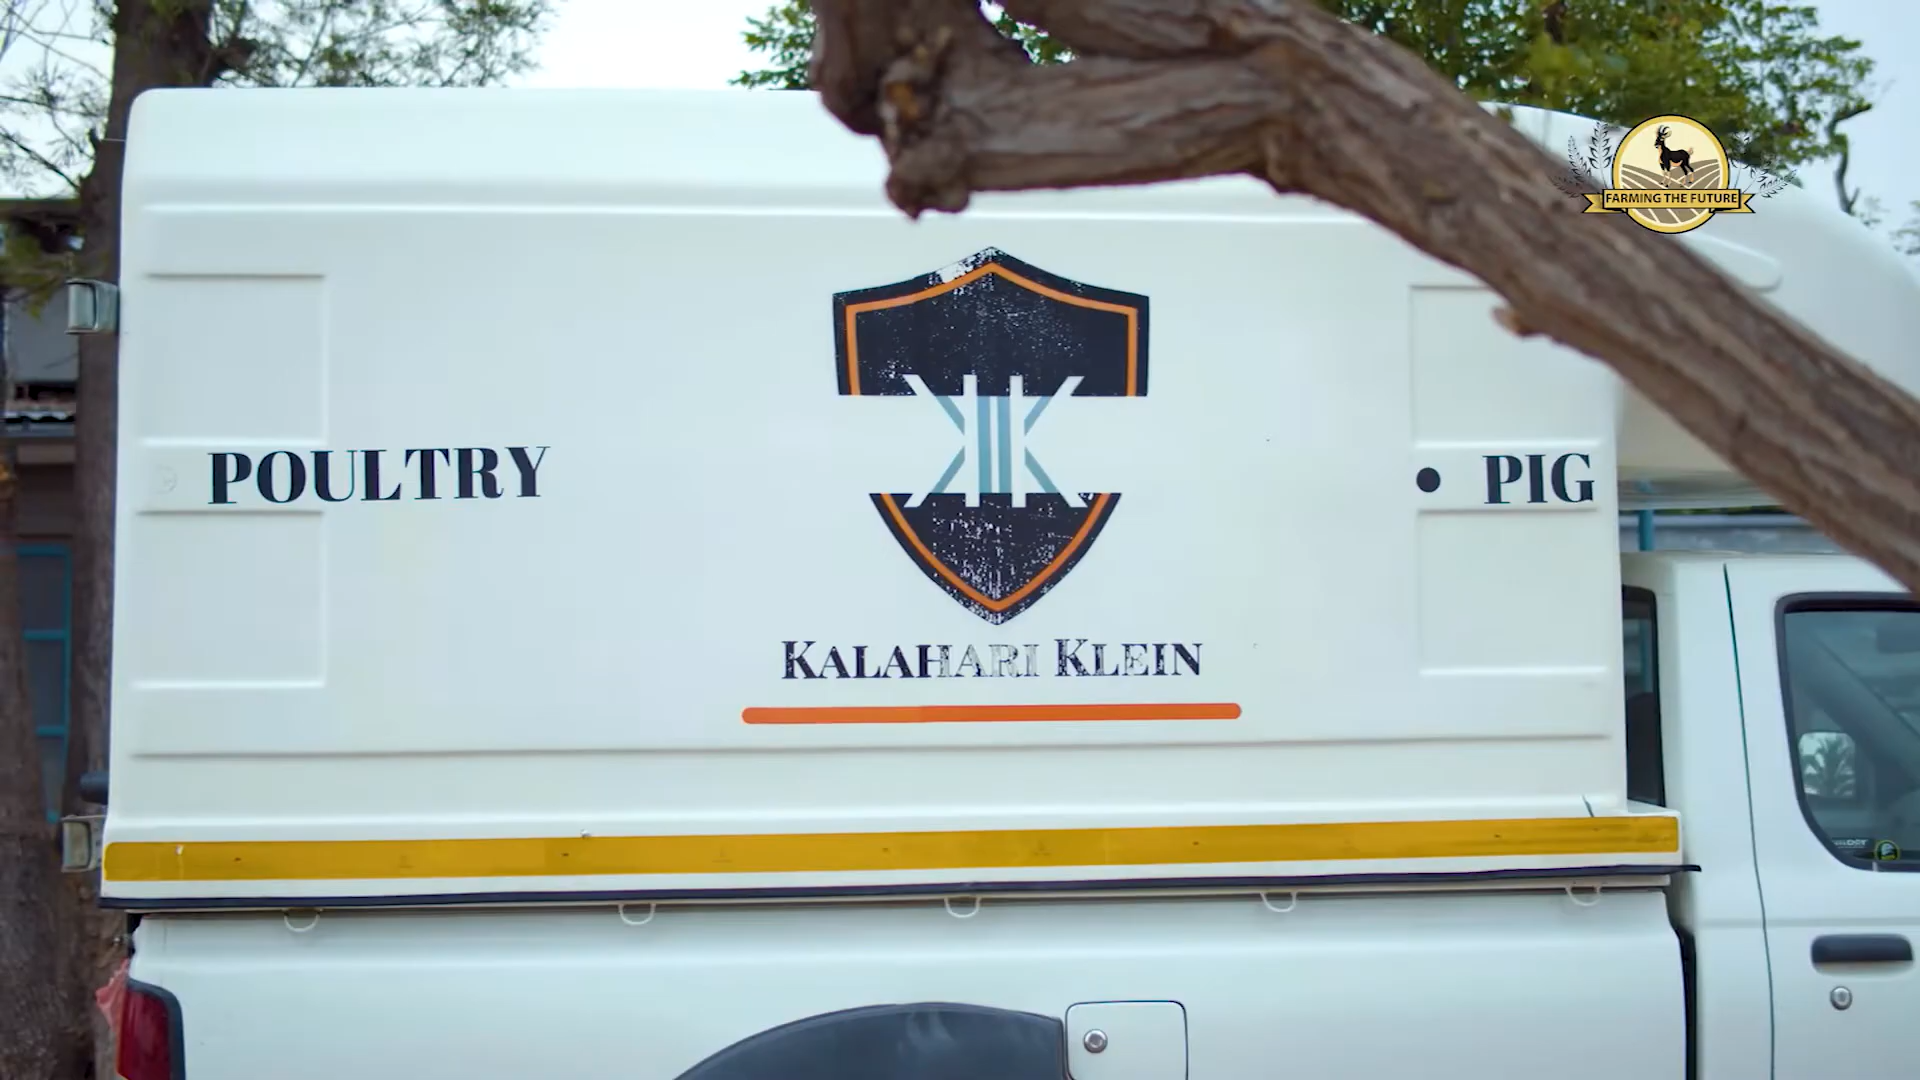 FARMING THE FUTURE
POULTRY
• PIG
KALAHARI KLEIN